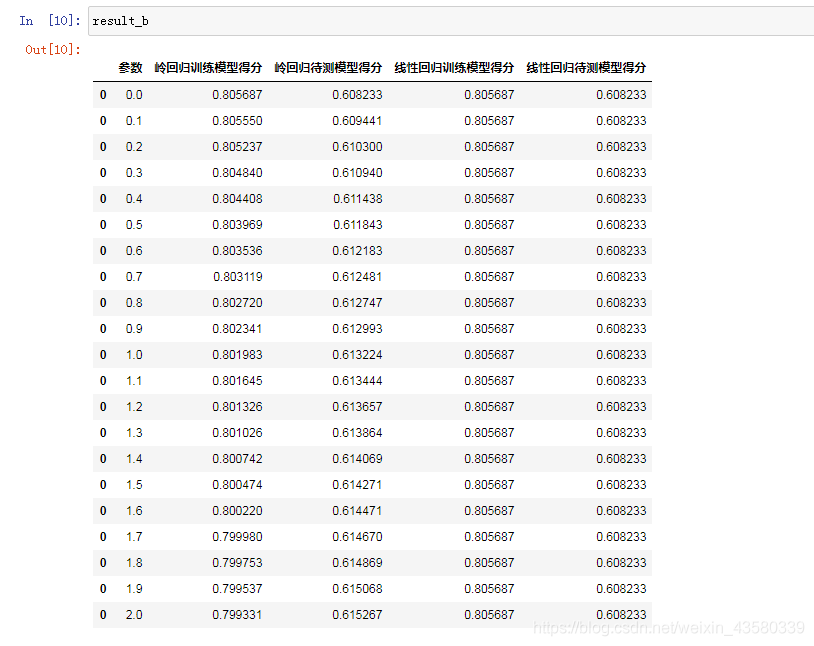 In [10]: result_b
Out[10]:
参数 岭回归训练模型得分 岭回归待测模型得分 线性回归训练模型得分 线性回归待测模型得分
0 0.0 0.805687 0.608233 0.805687 0.608233
0 0.1 0.805550 0.609441 0.805687 0.608233
0 0.2 0.805237 0.610300 0.805687 0.608233
0 0.3 0.804840 0.610940 0.805687 0.608233
0 0.4 0.804408 0.611438 0.805687 0.608233
0 0.5 0.803969 0.611843 0.805687 0.608233
0 0.6 0.803536 0.612183 0.805687 0.608233
0 0.7 0.803119 0.612481 0.805687 0.608233
0 0.8 0.802720 0.612747 0.805687 0.608233
0 0.9 0.802341 0.612993 0.805687 0.608233
0 1.0 0.801983 0.613224 0.805687 0.608233
0 1.1 0.801645 0.613444 0.805687 0.608233
0 1.2 0.801326 0.613657 0.805687 0.608233
0 1.3 0.801026 0.613864 0.805687 0.608233
0 1.4 0.800742 0.614069 0.805687 0.608233
0 1.5 0.800474 0.614271 0.805687 0.608233
0 1.6 0.800220 0.614471 0.805687 0.608233
0 1.7 0.799980 0.614670 0.805687 0.608233
0 1.8 0.799753 0.614869 0.805687 0.608233
0 1.9 0.799537 0.615068 0.805687 0.608233
0 2.0 0.799331 0.615267 0.805687 0.608233
https://blog.csdn.net/weixin_43580339